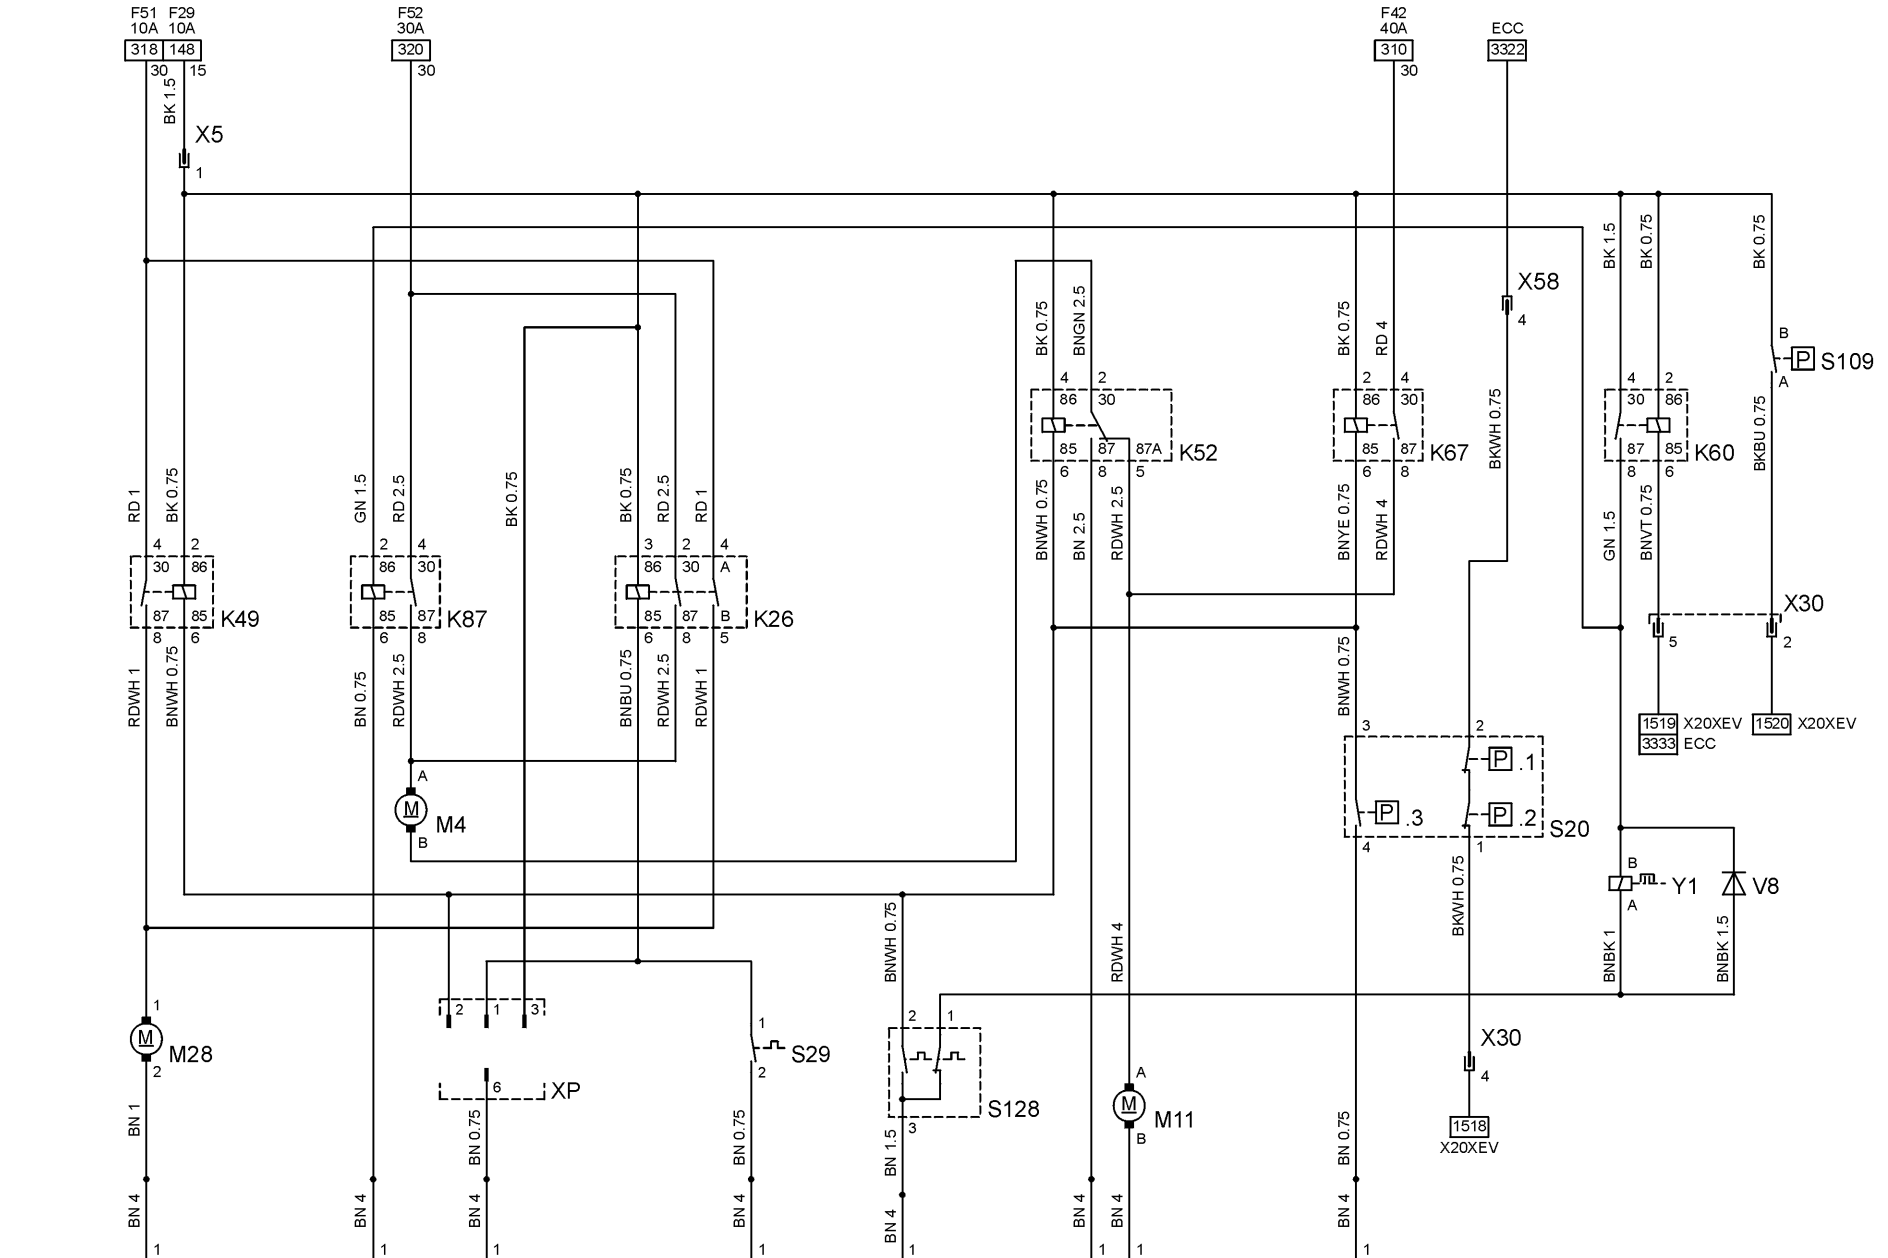 F51 F29 F52 F42 ECC
10A 10A 30A 40A
318 148 320 310 3322
30 15 30 30
BK 1.5
X5
1
BK 1.5
BK 0.75
BK 0.75
X58
4
BK 0.75
BNGN 2.5
BK 0.75
RD 4
B
P S109
A
4 2
86 30
85 87 87A
K52
6 8 5
2 4
86 30
85 87
K67
6 8
BKWH 0.75
4 2
30 86
87 85
K60
8 6
BKBU 0.75
RD 1
BK 0.75
GN 1.5
RD 2.5
BK 0.75
BK 0.75
RD 2.5
RD 1
BNWH 0.75
BN 2.5
RDWH 2.5
BNYE 0.75
RDWH 4
GN 1.5
BNVT 0.75
4 2
30 86
87 85
K49
8 6
2 4
86 30
85 87
K87
6 8
3 2 4
86 30 A
85 87 B
K26
6 8 5
X30
5 2
RDWH 1
BNWH 0.75
BN 0.75
RDWH 2.5
BNBU 0.75
RDWH 2.5
RDWH 1
BNWH 0.75
1519 X20XEV 1520 X20XEV
3333 ECC
3 2
P .1
P .3 P .2
S20
4 1
A
M M4
B
BKWH 0.75
B
Y1 V8
A
BNWH 0.75
RDWH 4
BNBK 1
BNBK 1.5
1
M M28
2
2 1 3
6 XP
1
S29
2
2 1
S128
3
A
M M11
B
X30
4
1518
X20XEV
BN 1
BN 0.75
BN 0.75
BN 1.5
BN 0.75
BN 4
BN 4
BN 4
BN 4
BN 4
BN 4
BN 4
BN 4
1 1 1 1 1 1 1 1